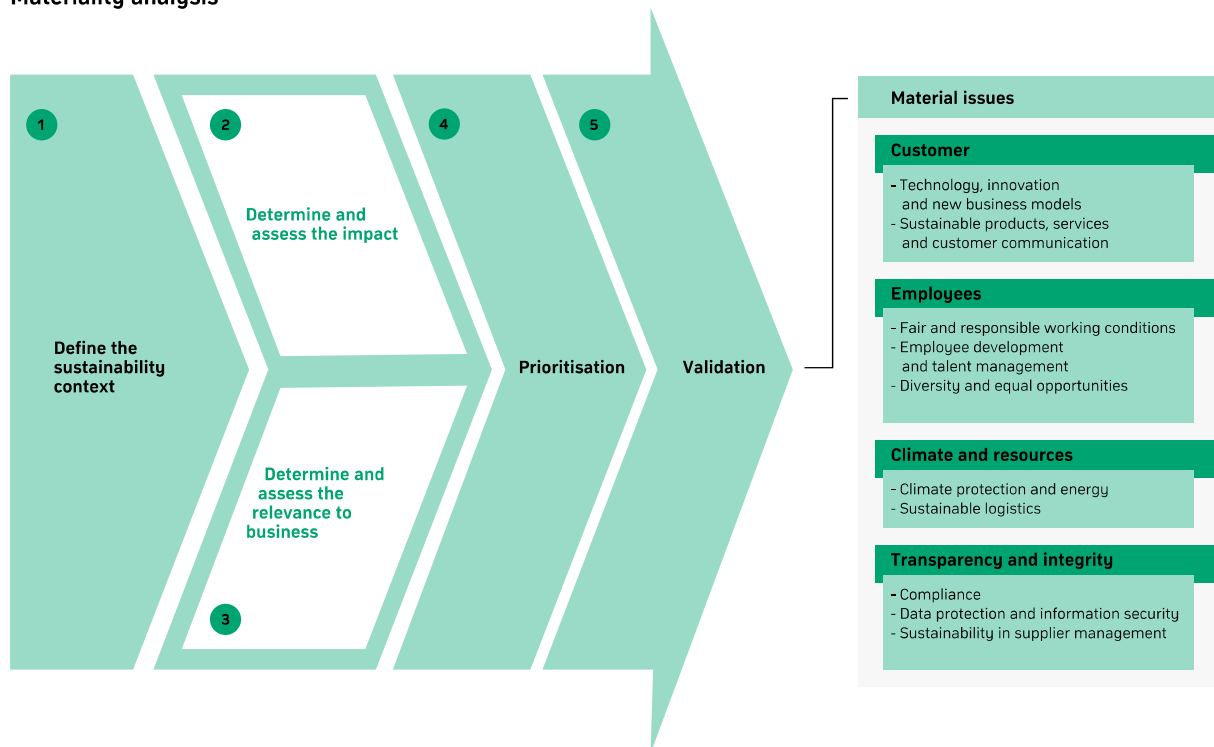 Materiality analysis
1
Define the
sustainability
context
2
Determine and
assess the impact
Determine and
assess the
relevance to
business
3
4
Prioritisation
5
Validation
Material issues
Customer
- Technology, innovation
and new business models
- Sustainable products, services
and customer communication
Employees
- Fair and responsible working conditions
- Employee development
and talent management
- Diversity and equal opportunities
Climate and resources
- Climate protection and energy
- Sustainable logistics
Transparency and integrity
- Compliance
- Data protection and information security
- Sustainability in supplier management